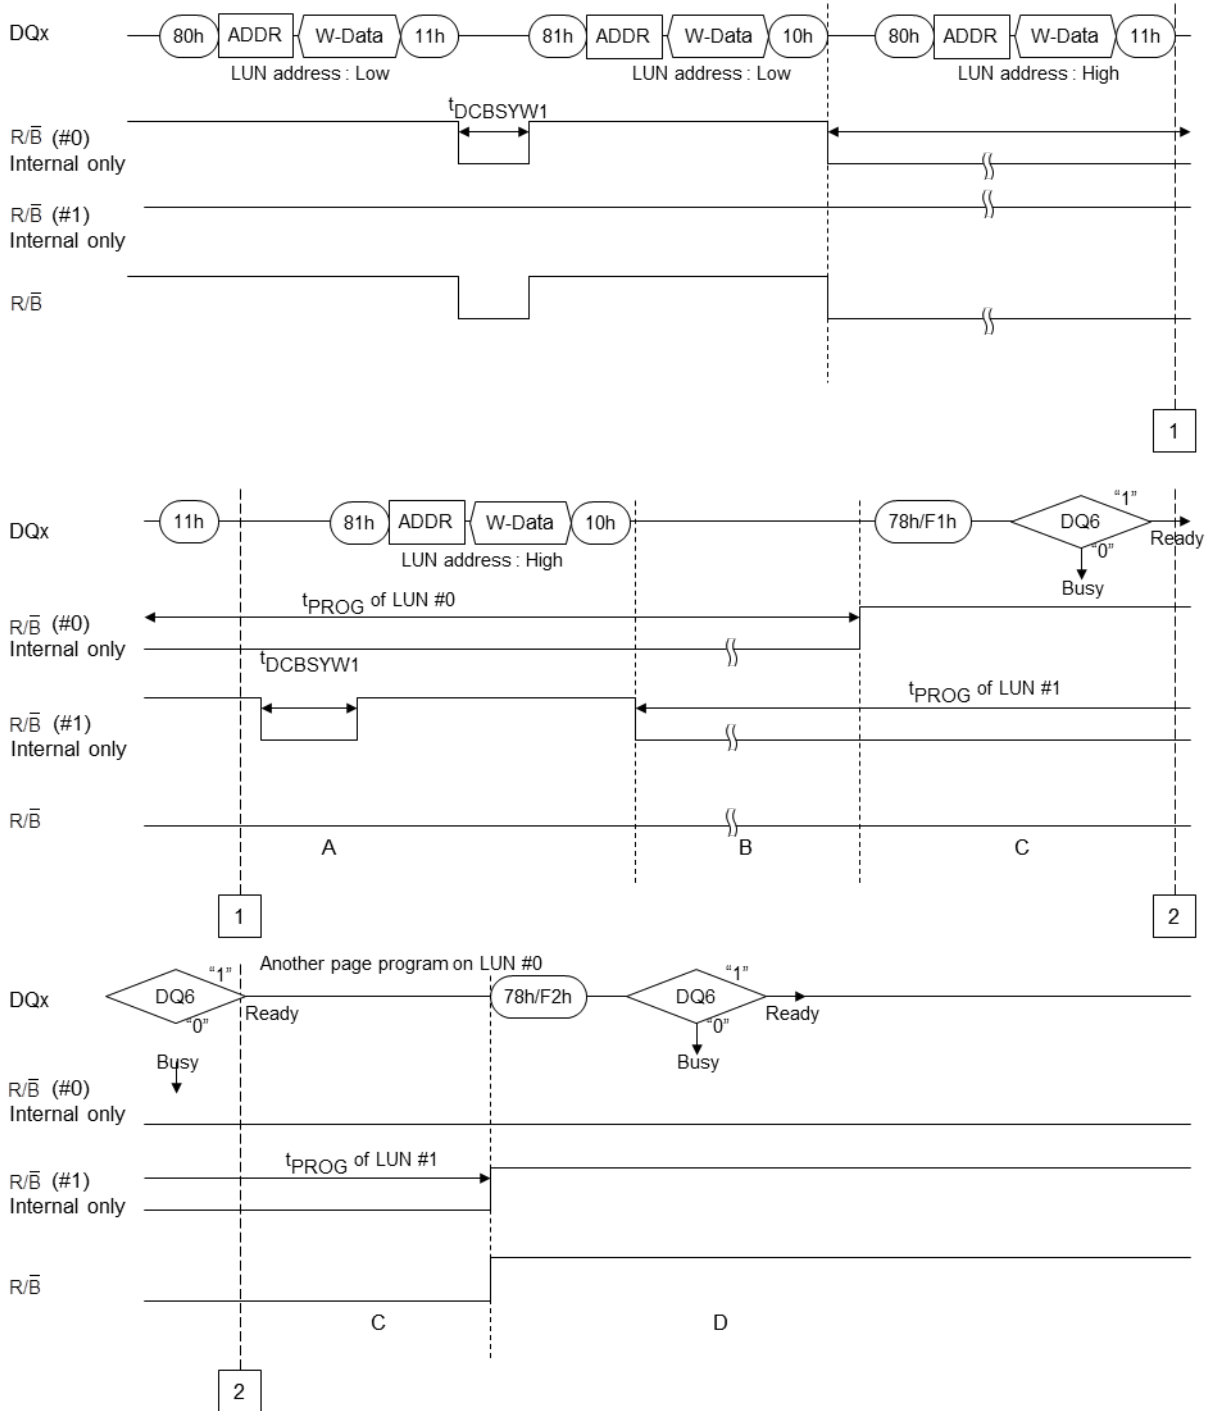 DQx 80h ADDR W-Data 11h 81h ADDR W-Data 10h 80h ADDR W-Data 11h
LUN address : Low LUN address : Low LUN address : High
tDCBSYW1
R/B̅ (#0)
Internal only
R/B̅ (#1)
Internal only
R/B̅
1
DQx 11h 81h ADDR W-Data 10h 78h/F1h DQ6 "1" Ready
LUN address : High "0"
Busy
tPROG of LUN #0
R/B̅ (#0)
Internal only
tDCBSYW1
tPROG of LUN #1
R/B̅ (#1)
Internal only
R/B̅
A B C
1 2
Another page program on LUN #0
DQx DQ6 "1" Ready 78h/F2h DQ6 "1" Ready
"0" "0"
Busy Busy
R/B̅ (#0)
Internal only
tPROG of LUN #1
R/B̅ (#1)
Internal only
R/B̅
C D
2